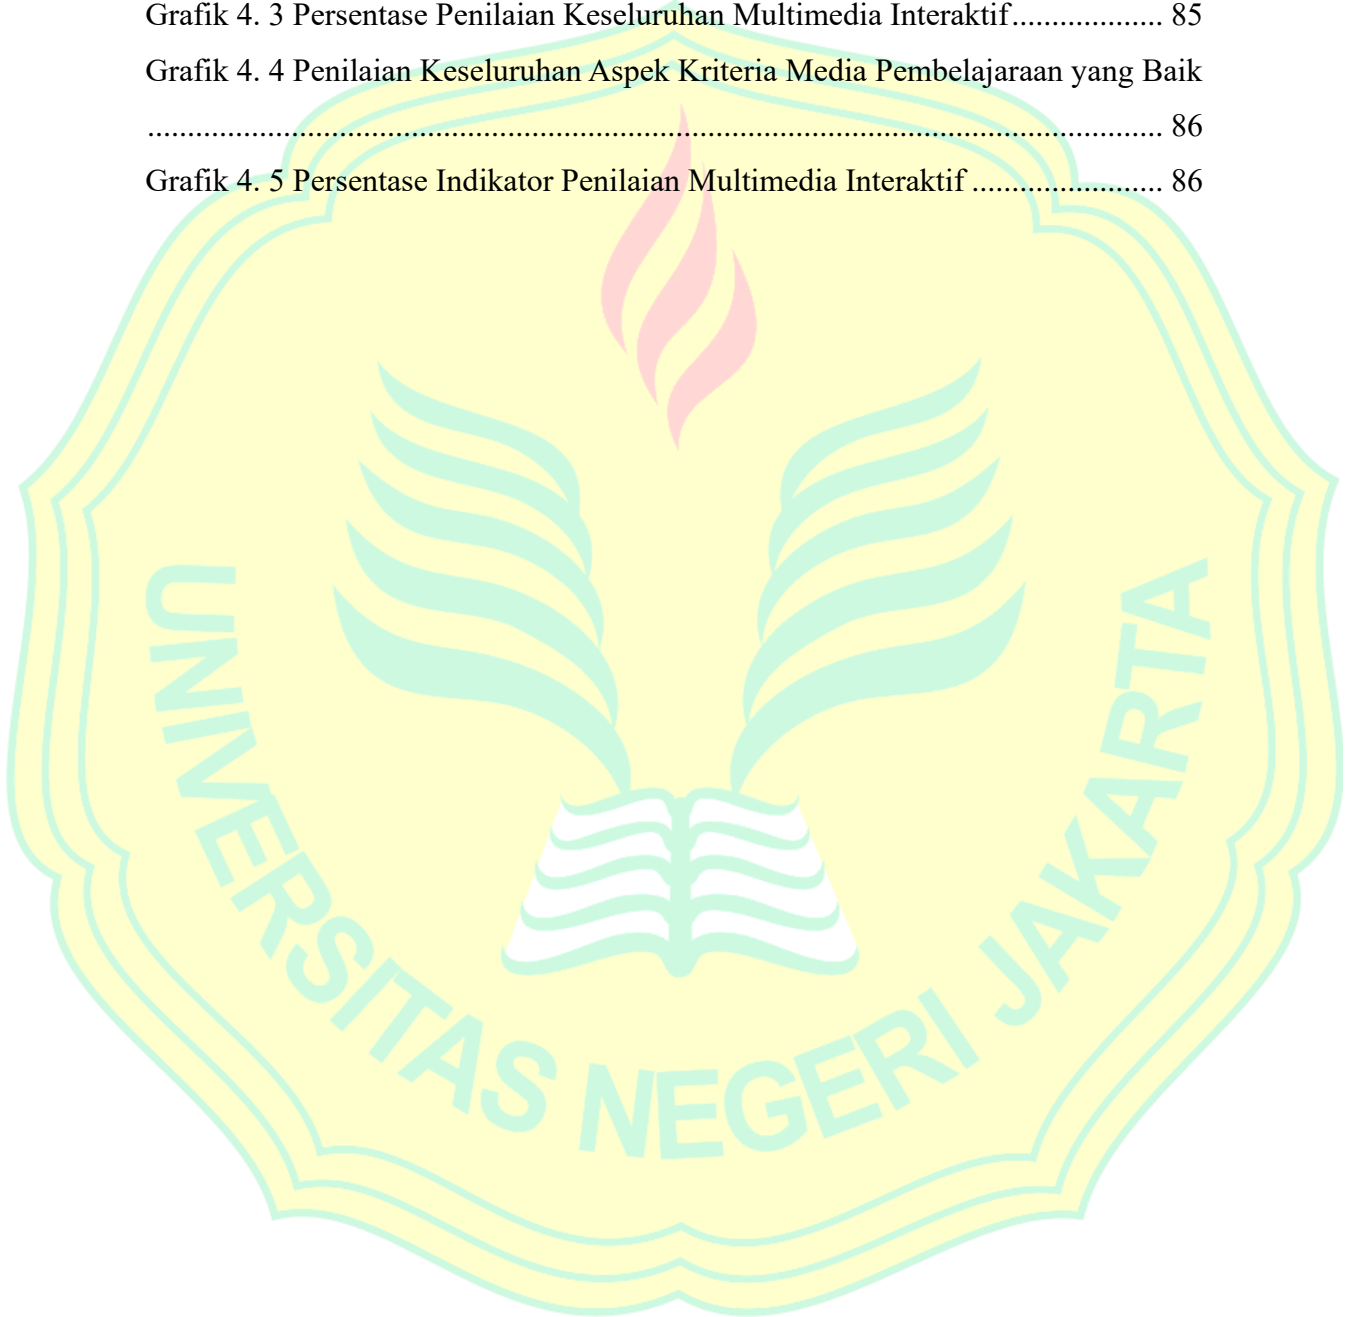 Grafik 4. 3 Persentase Penilaian Keseluruhan Multimedia Interaktif................... 85
Grafik 4. 4 Penilaian Keseluruhan Aspek Kriteria Media Pembelajaraan yang Baik
................................................................................................................................ 86
Grafik 4. 5 Persentase Indikator Penilaian Multimedia Interaktif ........................ 86
UNIVERSITAS NEGERI JAKARTA